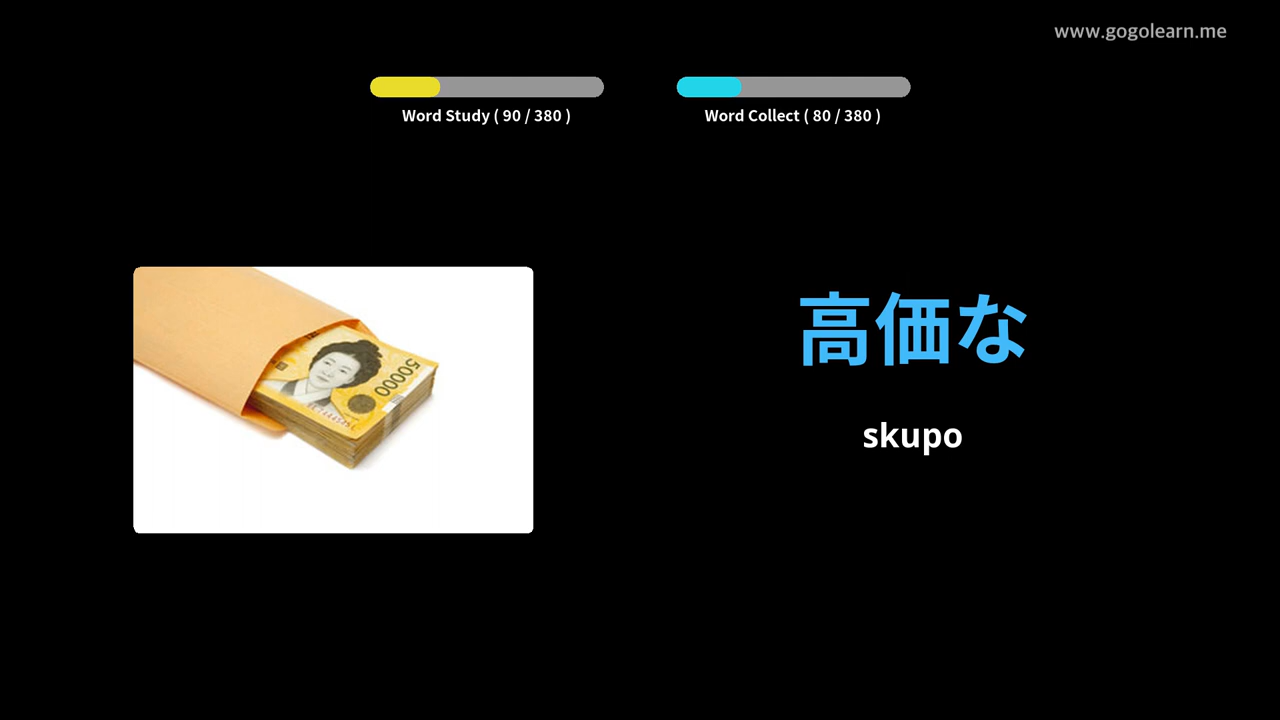 www.gogolearn.me
Word Study ( 90 / 380 )
Word Collect ( 80 / 380 )
高価な
50000
skupo